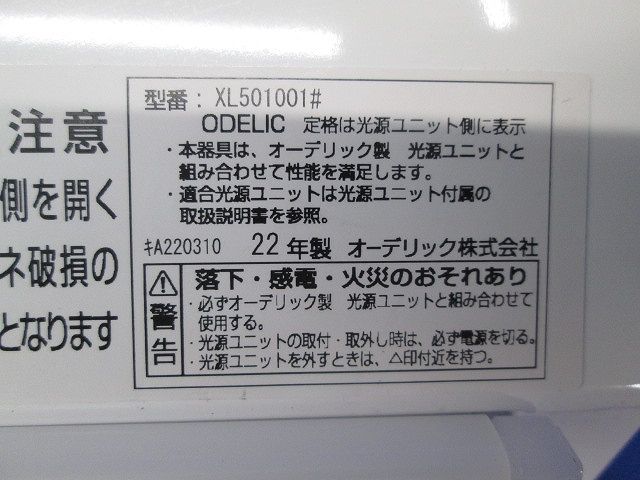 注意
側を開く
ネ破損の
となります
型番: XL501001#
ODELIC 定格は光源ユニット側に表示
・本器具は、オーデリック製 光源ユニットと
組み合わせて性能を満足します。
・適合光源ユニットは光源ユニット付属の
取扱説明書を参照。
ｷA220310 22年製 オーデリック株式会社
警告
落下・感電・火災のおそれあり
・必ずオーデリック製 光源ユニットと組み合わせて
使用する。
・光源ユニットの取付・取外し時は、必ず電源を切る。
・光源ユニットを外すときは、△印付近を持つ。